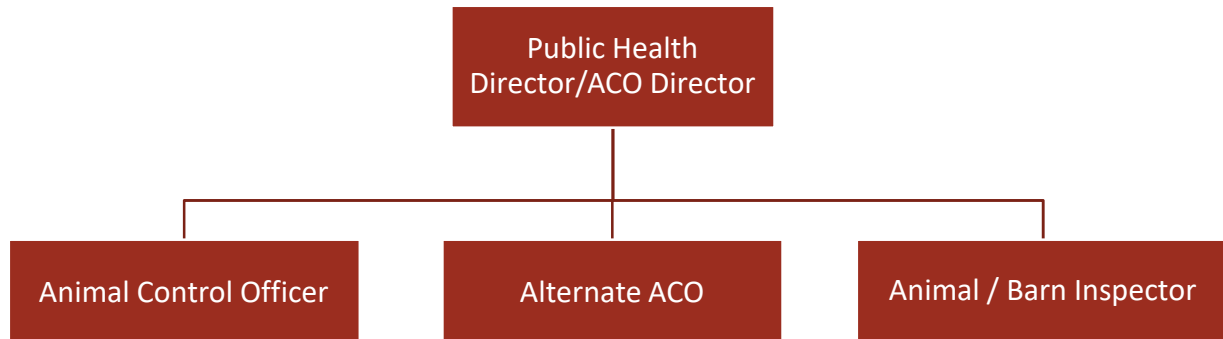 Public Health
Director/ACO Director
Animal Control Officer
Alternate ACO
Animal / Barn Inspector